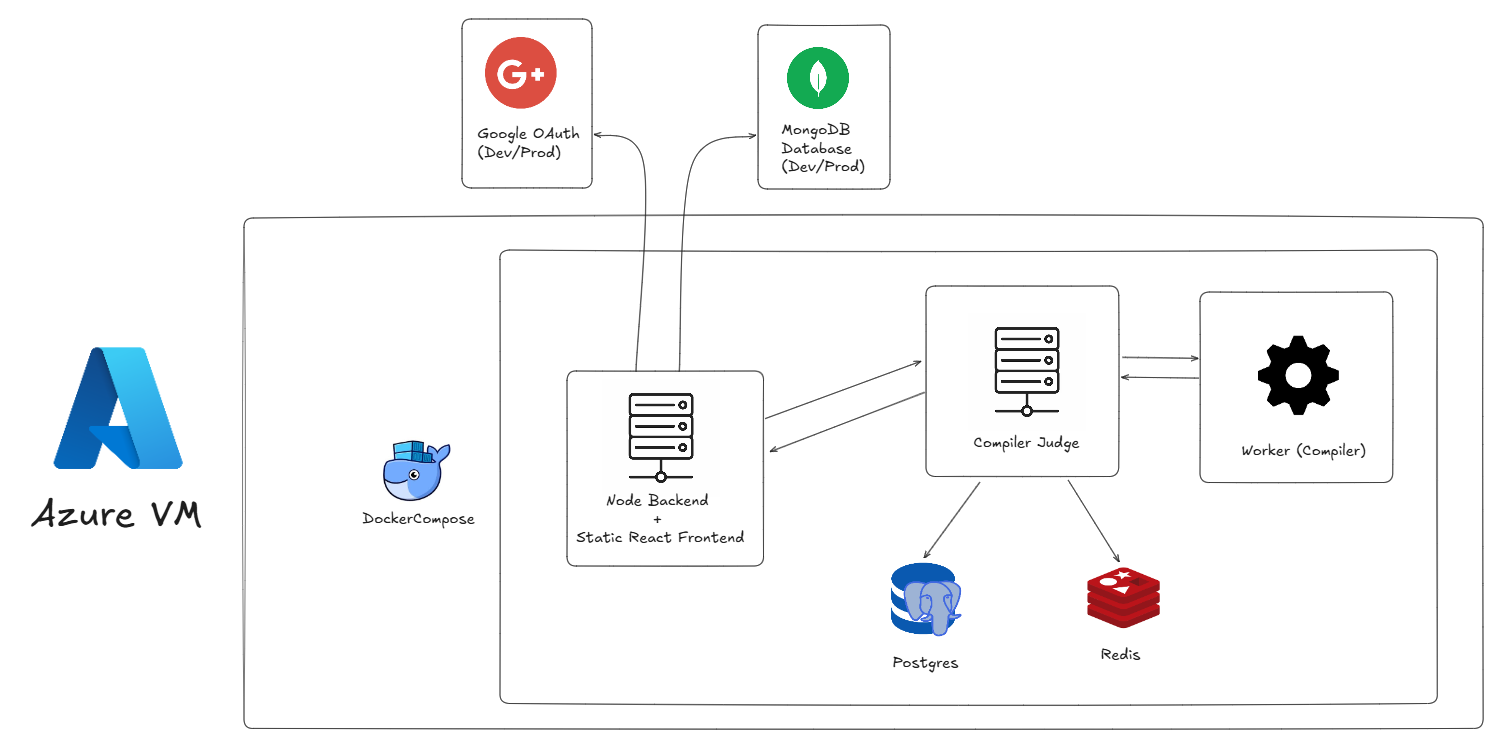 G+
Google OAuth
(Dev/Prod)
MongoDB
Database
(Dev/Prod)
Azure VM
DockerCompose
Node Backend
+
Static React Frontend
Compiler Judge
Worker (Compiler)
Postgres
Redis